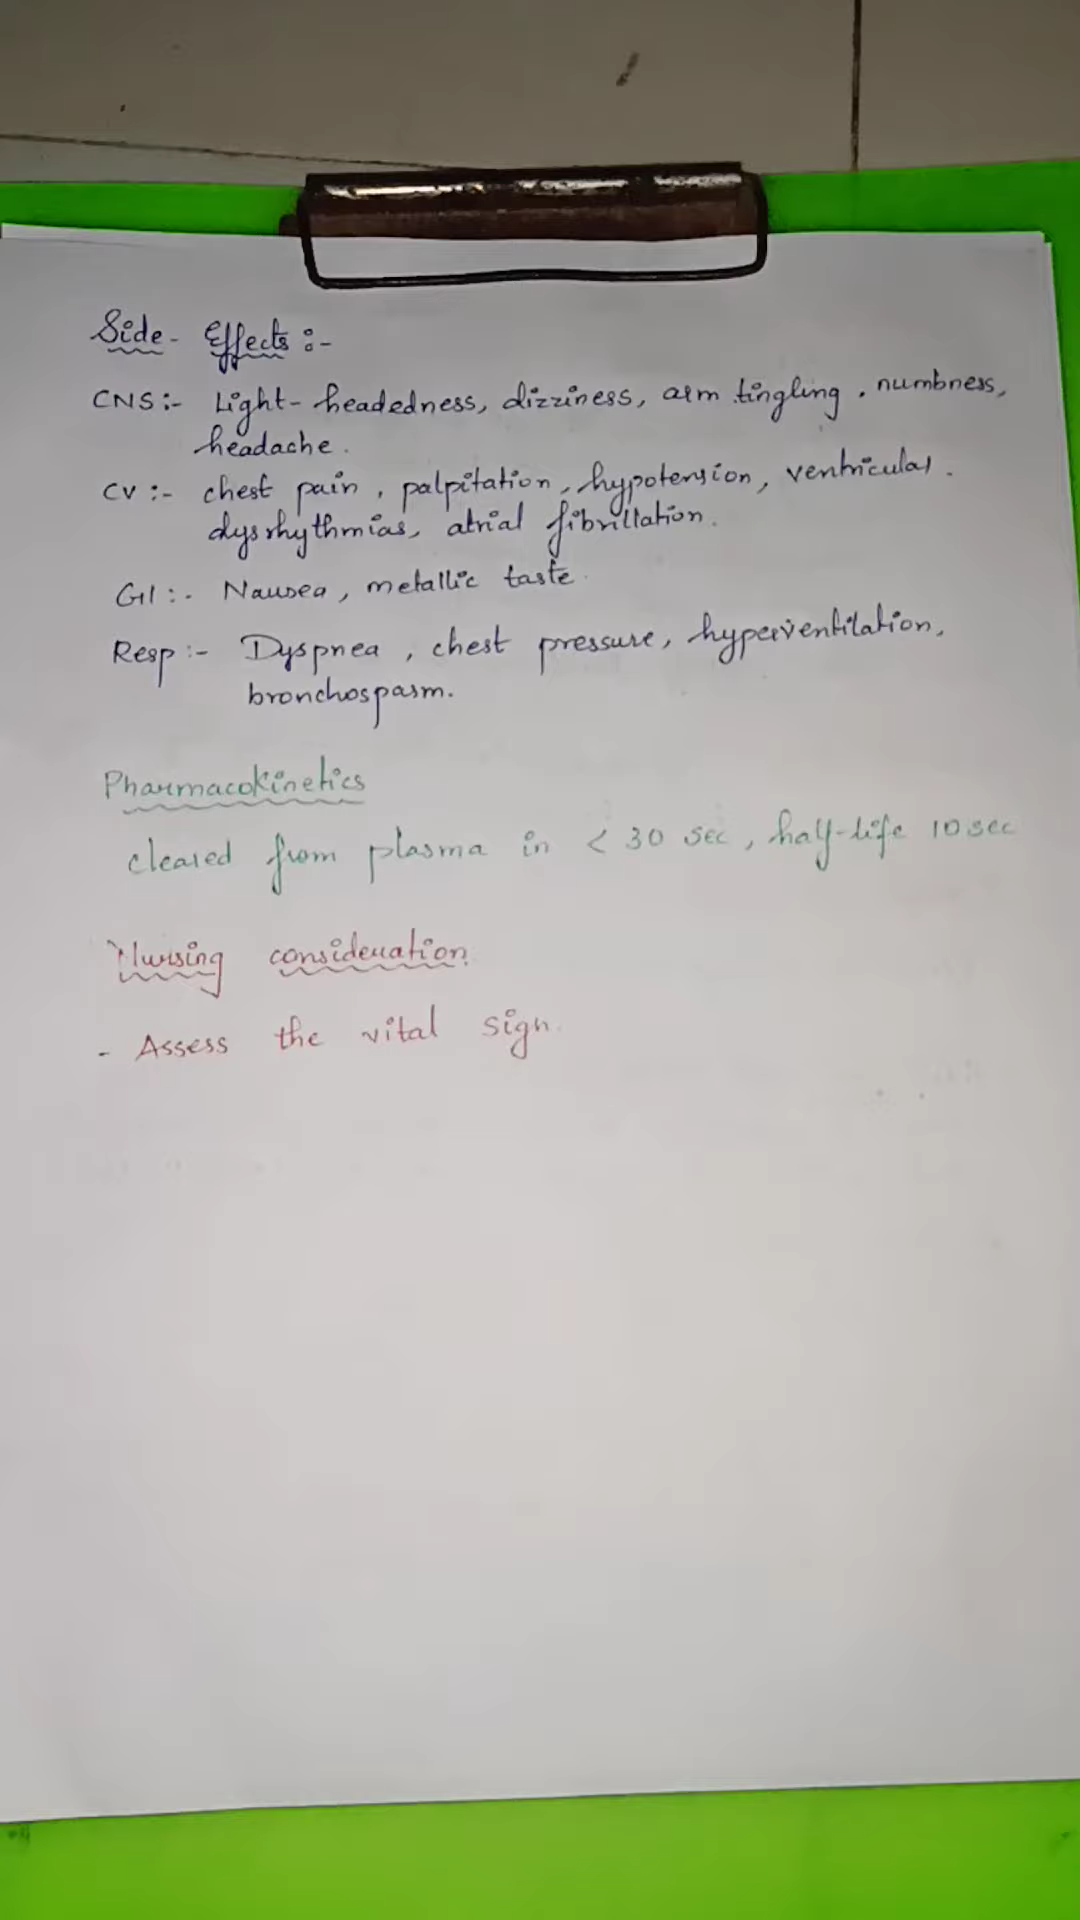 Side-Effects:-
CNS:- Light-headedness, dizziness, arm tingling, numbness,
headache.
CV:- chest pain, palpitation, hypotension, ventricular
dysrhythmias, atrial fibrillation.
GI:- Nausea, metallic taste.
Resp:- Dyspnea, chest pressure, hyperventilation,
bronchospasm.
Pharmacokinetics
cleared from plasma in < 30 sec, half-life 10 sec
Nursing consideration
- Assess the vital sign.